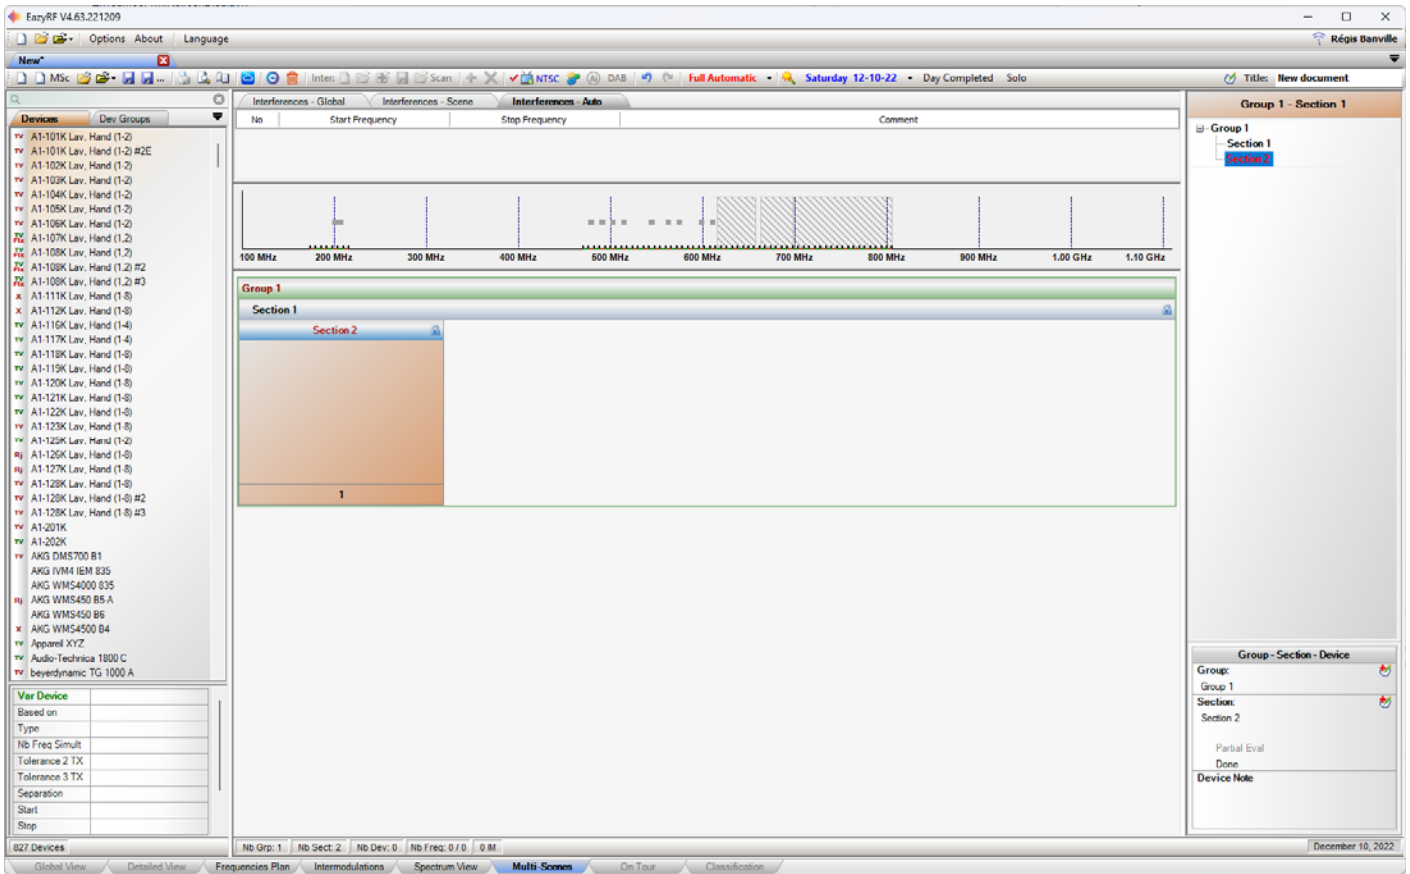 EazyRF V4.63.221209
Options About Language
Régis Banville
New*
MSc ... Inter: Scan NTSC DAB Full Automatic Saturday 12-10-22 Day Completed Solo Title: New document
Devices Dev Groups
A1-101K Lav, Hand (1-2)
A1-101K Lav, Hand (1-2) #2E
A1-102K Lav, Hand (1-2)
A1-103K Lav, Hand (1-2)
A1-104K Lav, Hand (1-2)
A1-105K Lav, Hand (1-2)
A1-106K Lav, Hand (1-2)
A1-107K Lav, Hand (1,2)
A1-108K Lav, Hand (1,2)
A1-108K Lav, Hand (1,2) #2
A1-108K Lav, Hand (1,2) #3
A1-111K Lav, Hand (1-8)
A1-112K Lav, Hand (1-8)
A1-116K Lav, Hand (1-4)
A1-117K Lav, Hand (1-4)
A1-118K Lav, Hand (1-8)
A1-119K Lav, Hand (1-8)
A1-120K Lav, Hand (1-8)
A1-121K Lav, Hand (1-8)
A1-122K Lav, Hand (1-8)
A1-123K Lav, Hand (1-8)
A1-125K Lav, Hand (1-2)
A1-126K Lav, Hand (1-8)
A1-127K Lav, Hand (1-8)
A1-128K Lav, Hand (1-8)
A1-128K Lav, Hand (1-8) #2
A1-128K Lav, Hand (1-8) #3
A1-201K
A1-202K
AKG DMS700 B1
AKG IVM4 IEM 835
AKG WMS4000 835
AKG WMS450 B5-A
AKG WMS450 B6
AKG WMS4500 B4
Appareil XYZ
Audio-Technica 1800 C
beyerdynamic TG 1000 A
Var Device
Based on
Type
Nb Freq Simult
Tolerance 2 TX
Tolerance 3 TX
Separation
Start
Stop
827 Devices
Interferences - Global Interferences - Scene Interferences - Auto
No Start Frequency Stop Frequency Comment
100 MHz 200 MHz 300 MHz 400 MHz 500 MHz 600 MHz 700 MHz 800 MHz 900 MHz 1.00 GHz 1.10 GHz
Group 1
Section 1
Section 2
1
Nb Grp: 1 Nb Sect: 2 Nb Dev: 0 Nb Freq: 0 / 0 0 IM
Group 1 - Section 1
Group 1
Section 1
Section 2
Group - Section - Device
Group:
Group 1
Section:
Section 2
Partial Eval
Done
Device Note
December 10, 2022
Global View Detailed View Frequencies Plan Intermodulations Spectrum View Multi-Scenes On Tour Classification